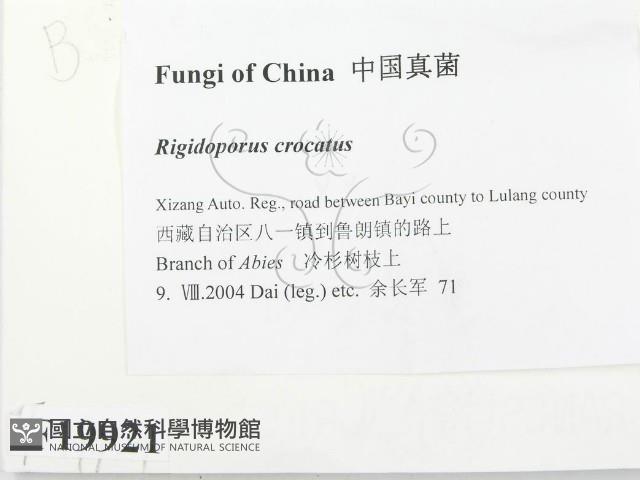 B
Fungi of China 中国真菌
Rigidoporus crocatus
Xizang Auto. Reg., road between Bayi county to Lulang county
西藏自治区八一镇到鲁朗镇的路上
Branch of Abies 冷杉树枝上
9. Ⅷ.2004 Dai (leg.) etc. 余长军 71
F19921
國立自然科學博物館
NATIONAL MUSEUM OF NATURAL SCIENCE